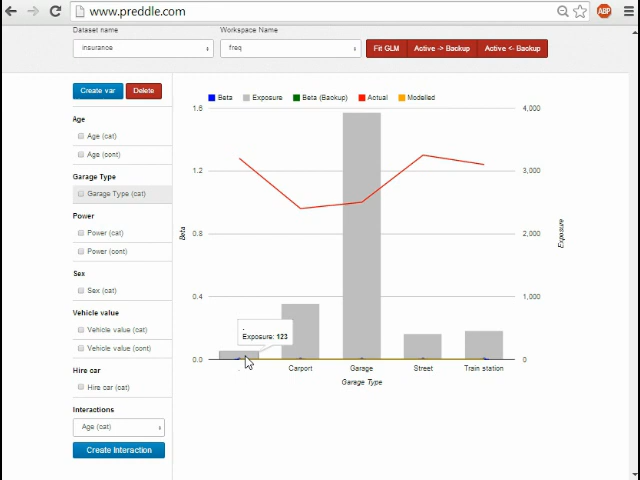 www.preddle.com
ABP
Dataset name
Workspace Name
insurance
freq
Fit GLM
Active -> Backup
Active <- Backup
Create var
Delete
Age
Age (cat)
Age (cont)
Garage Type
Garage Type (cat)
Power
Power (cat)
Power (cont)
Sex
Sex (cat)
Vehicle value
Vehicle value (cat)
Vehicle value (cont)
Hire car
Hire car (cat)
Interactions
Age (cat)
Create Interaction
Beta
Exposure
Beta (Backup)
Actual
Modelled
1.6
1.2
0.8
0.4
0.0
Beta
4,000
3,000
2,000
1,000
0
Exposure
.
Exposure: 123
.
Carport
Garage
Street
Train station
Garage Type